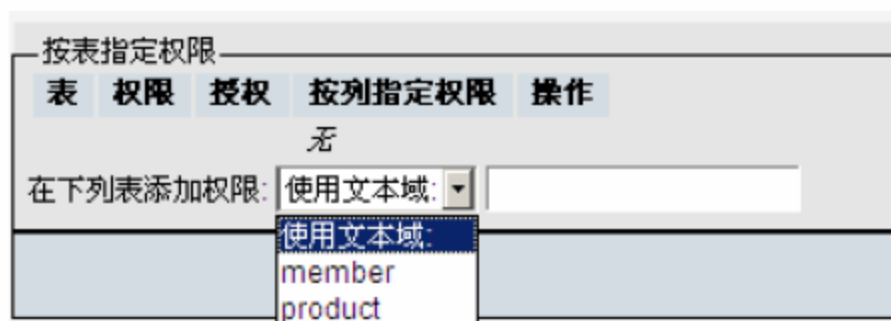 按表指定权限
表 权限 授权 按列指定权限 操作
无
在下列表添加权限: 使用文本域:
使用文本域:
member
product